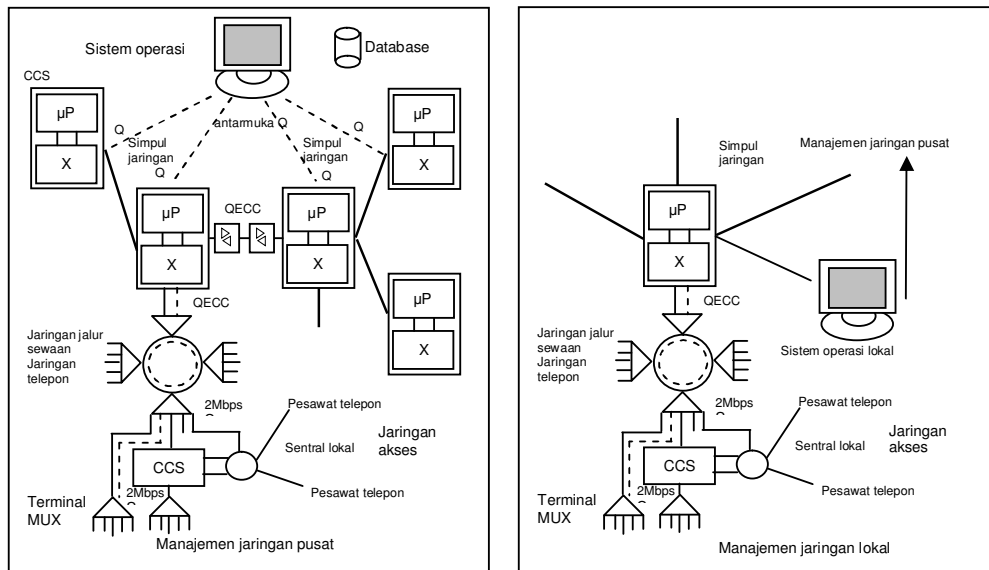 Sistem operasi
Database
CCS
µP
X
Q
antarmuka Q
Q
Simpul
jaringan
Q
Simpul
jaringan
Q
µP
X
µP
X
QECC
µP
X
µP
X
QECC
Jaringan jalur
sewaan
Jaringan
telepon
2Mbps
Pesawat telepon
Sentral lokal
Jaringan
akses
CCS
Pesawat telepon
2Mbps
Terminal
MUX
Manajemen jaringan pusat
Simpul
jaringan
Manajemen jaringan pusat
µP
X
QECC
Sistem operasi lokal
Jaringan jalur
sewaan
Jaringan
telepon
2Mbps
Pesawat telepon
Sentral lokal
Jaringan
akses
CCS
Pesawat telepon
2Mbps
Terminal
MUX
Manajemen jaringan lokal